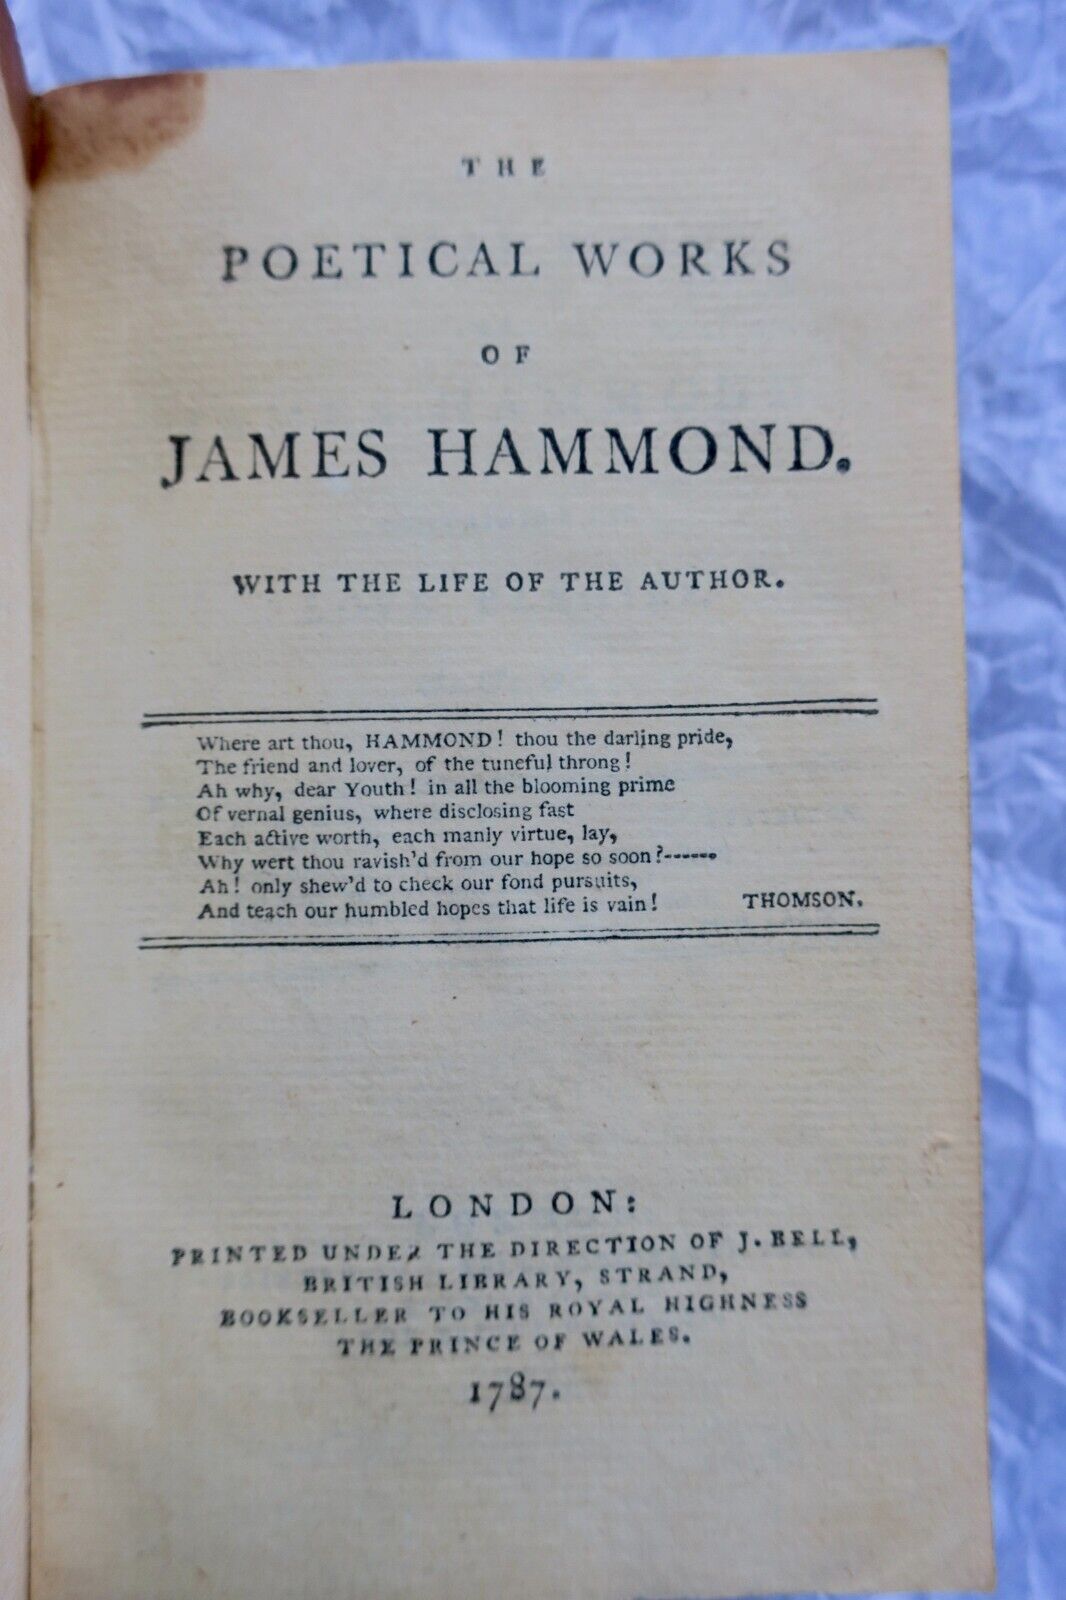 THE
POETICAL WORKS
OF
JAMES HAMMOND.
WITH THE LIFE OF THE AUTHOR.
Where art thou, HAMMOND! thou the darling pride,
The friend and lover, of the tuneful throng!
Ah why, dear Youth! in all the blooming prime
Of vernal genius, where disclosing fast
Each active worth, each manly virtue, lay,
Why wert thou ravish'd from our hope so soon?------
Ah! only shew'd to check our fond pursuits,
And teach our humbled hopes that life is vain! THOMSON.
LONDON:
PRINTED UNDER THE DIRECTION OF J. BELL,
BRITISH LIBRARY, STRAND,
BOOKSELLER TO HIS ROYAL HIGHNESS
THE PRINCE OF WALES.
1787.